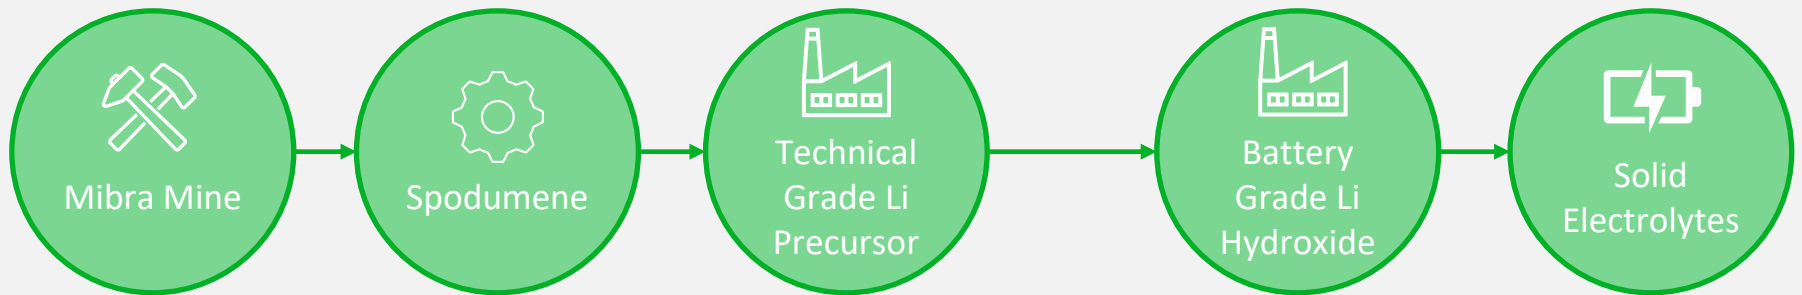 Mibra Mine
Spodumene
Technical
Grade Li
Precursor
Battery
Grade Li
Hydroxide
Solid
Electrolytes